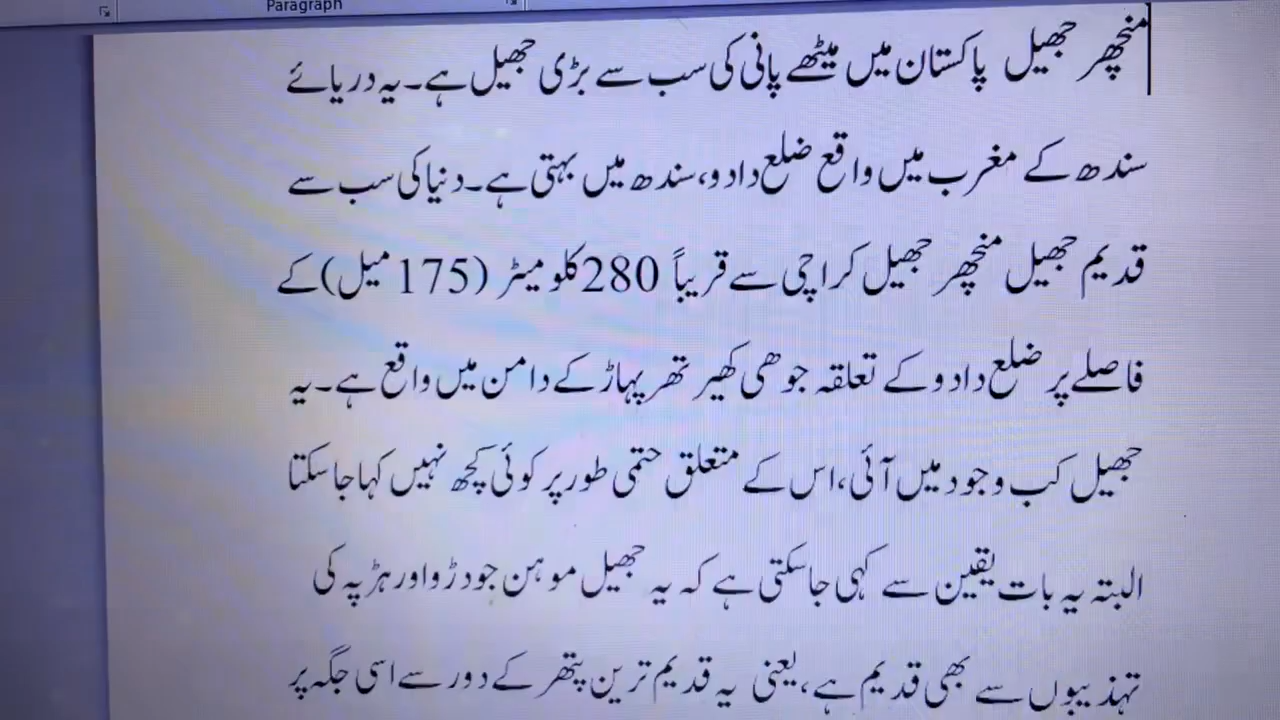 Paragraph
منچھر جھیل پاکستان میں میٹھے پانی کی سب سے بڑی جھیل ہے۔یہ دریائے
سندھ کے مغرب میں واقع ضلع دادو، سندھ میں بہتی ہے۔دنیا کی سب سے
قدیم جھیل منچھر جھیل کراچی سے قریباً 280 کلومیٹر (175 میل) کے
فاصلے پر ضلع دادو کے تعلقہ جوھی کھیر تھر پہاڑ کے دامن میں واقع ہے۔یہ
جھیل کب وجود میں آئی،اس کے متعلق حتمی طور پر کوئی کچھ نہیں کہا جا سکتا
البتہ یہ بات یقین سے کہی جاسکتی ہے کہ یہ جھیل موہن جودڑو اور ہڑپہ کی
تہذیبوں سے بھی قدیم ہے، یعنی یہ قدیم ترین پتھر کے دور سے اسی جگہ پر